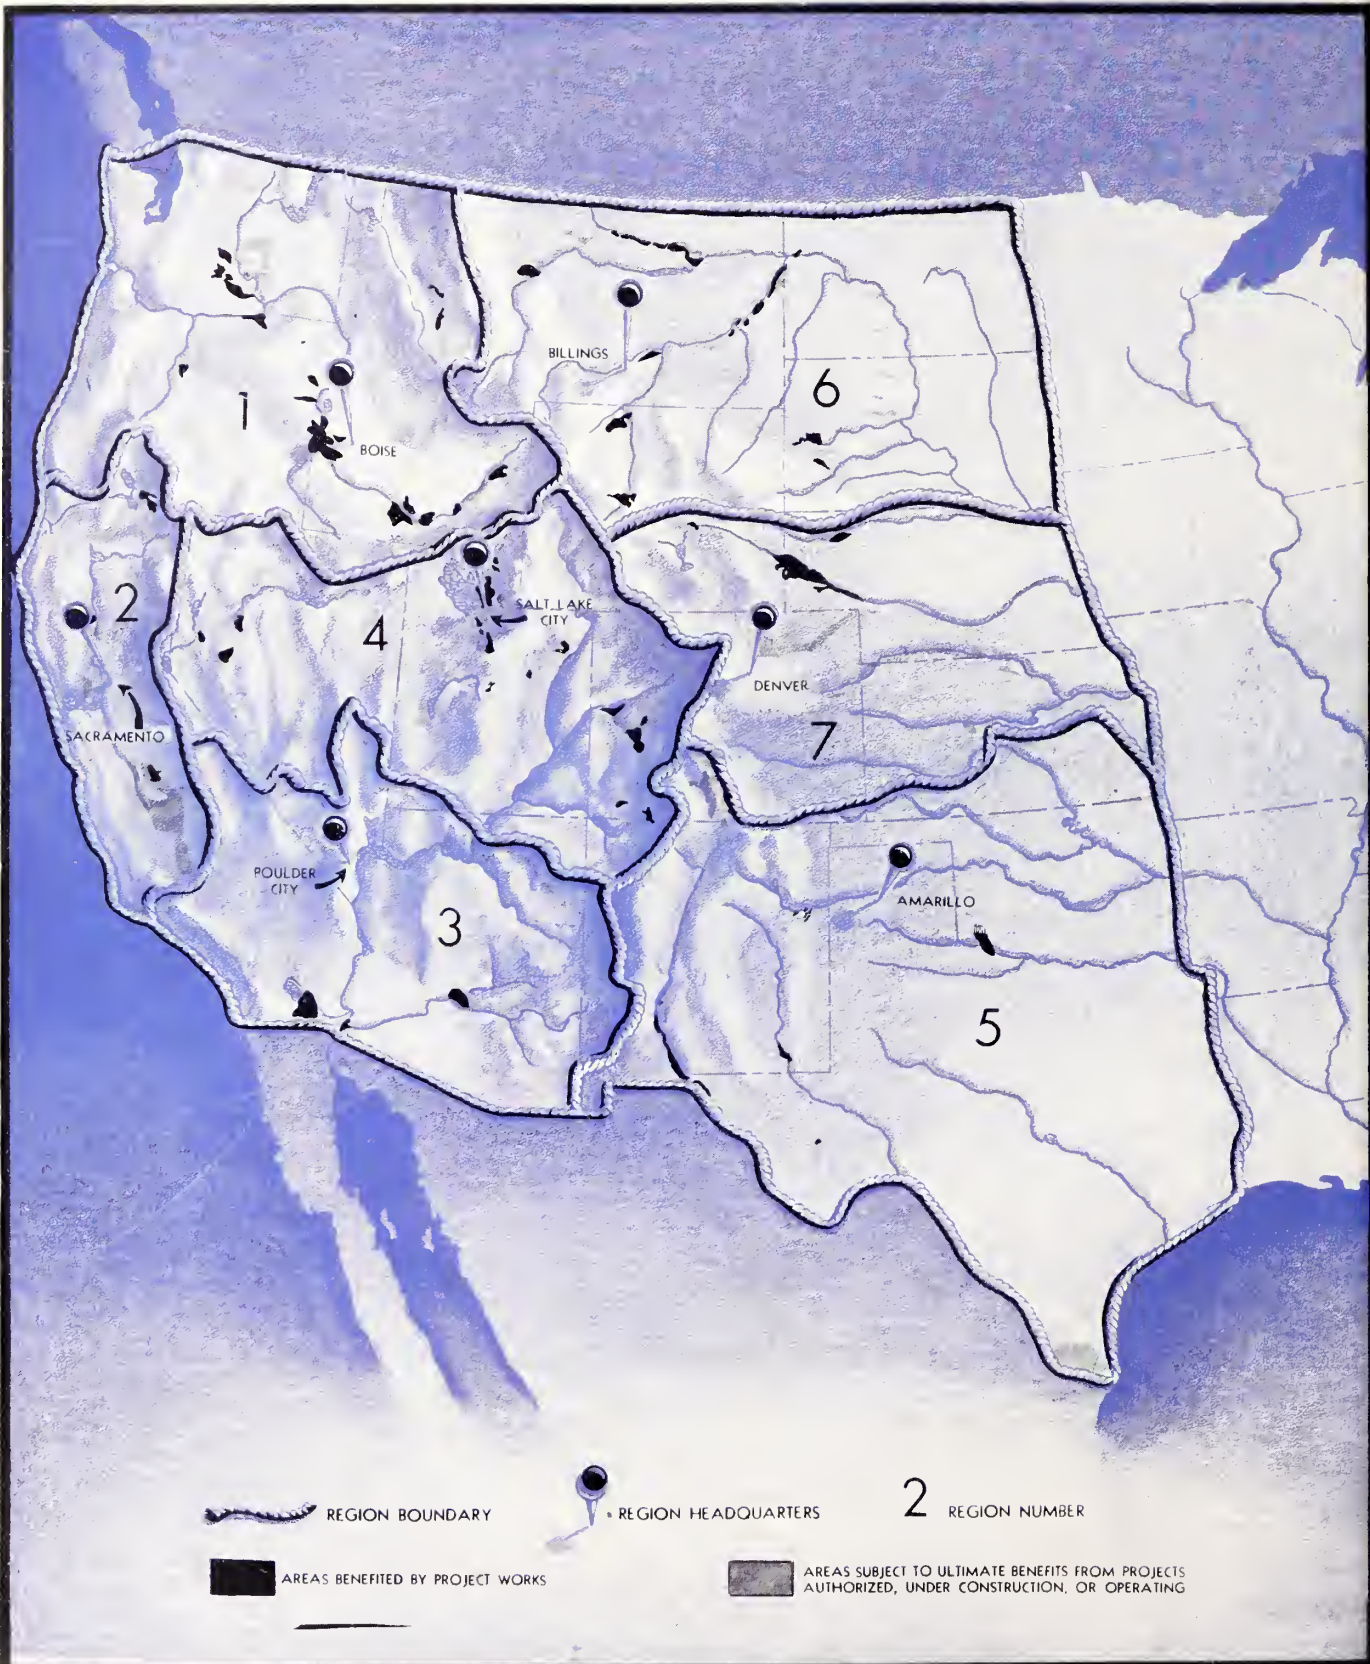 BILLINGS
6
1
BOISE
2
4
SALT LAKE
CITY
SACRAMENTO
DENVER
7
POULDER
CITY
3
AMARILLO
5
REGION BOUNDARY
REGION HEADQUARTERS
2 REGION NUMBER
AREAS BENEFITED BY PROJECT WORKS
AREAS SUBJECT TO ULTIMATE BENEFITS FROM PROJECTS
AUTHORIZED, UNDER CONSTRUCTION, OR OPERATING